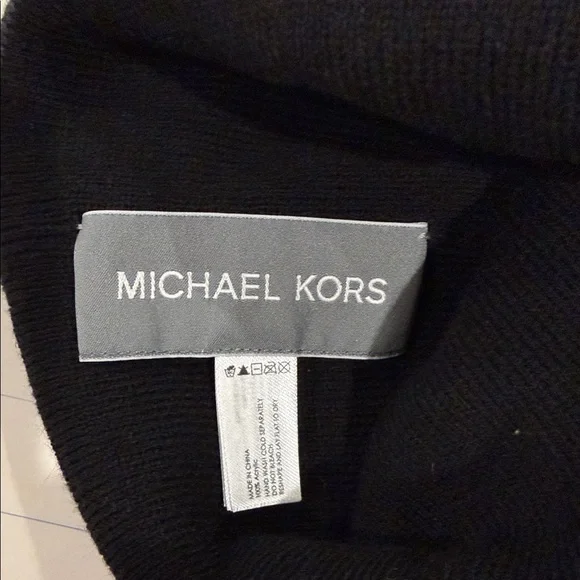 MICHAEL KORS
MADE IN CHINA
100% Acrylic
HAND WASH COLD SEPARATELY
DO NOT BLEACH
RESHAPE AND LAY FLAT TO DRY